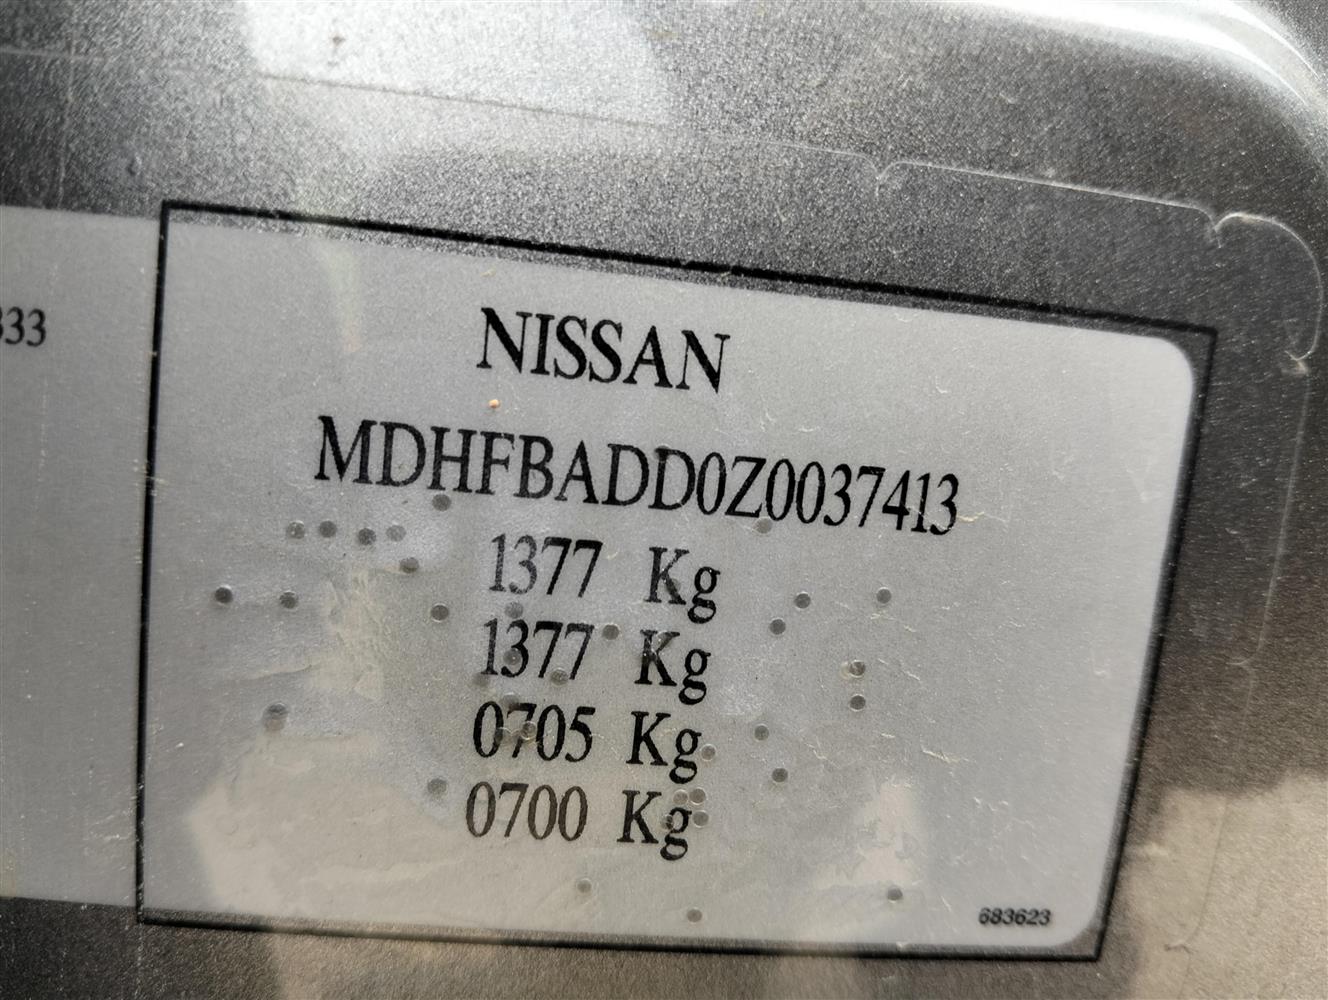 333
NISSAN
MDHFBADD0Z0037413
1377 Kg
1377 Kg
0705 Kg
0700 Kg
683623